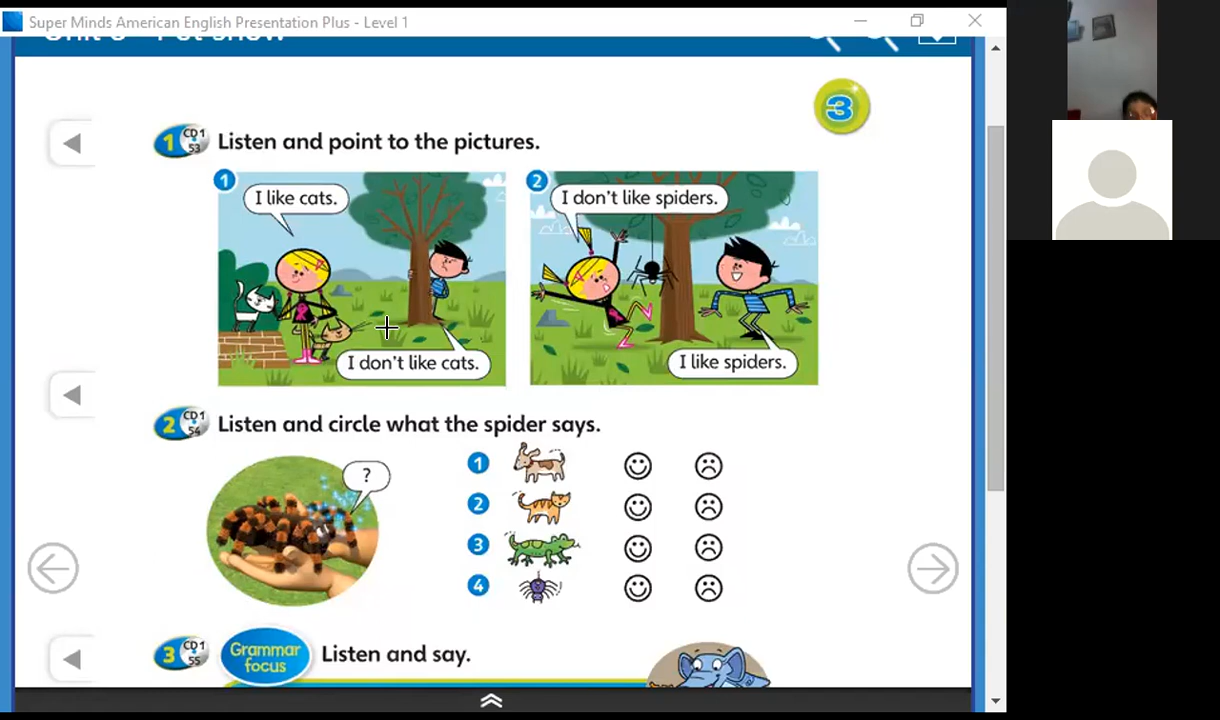 Super Minds American English Presentation Plus - Level 1
3
1 CD1 53 Listen and point to the pictures.
1
I like cats.
I don't like cats.
2
I don't like spiders.
I like spiders.
2 CD1 54 Listen and circle what the spider says.
?
1
2
3
4
3 CD1 55 Grammar focus Listen and say.